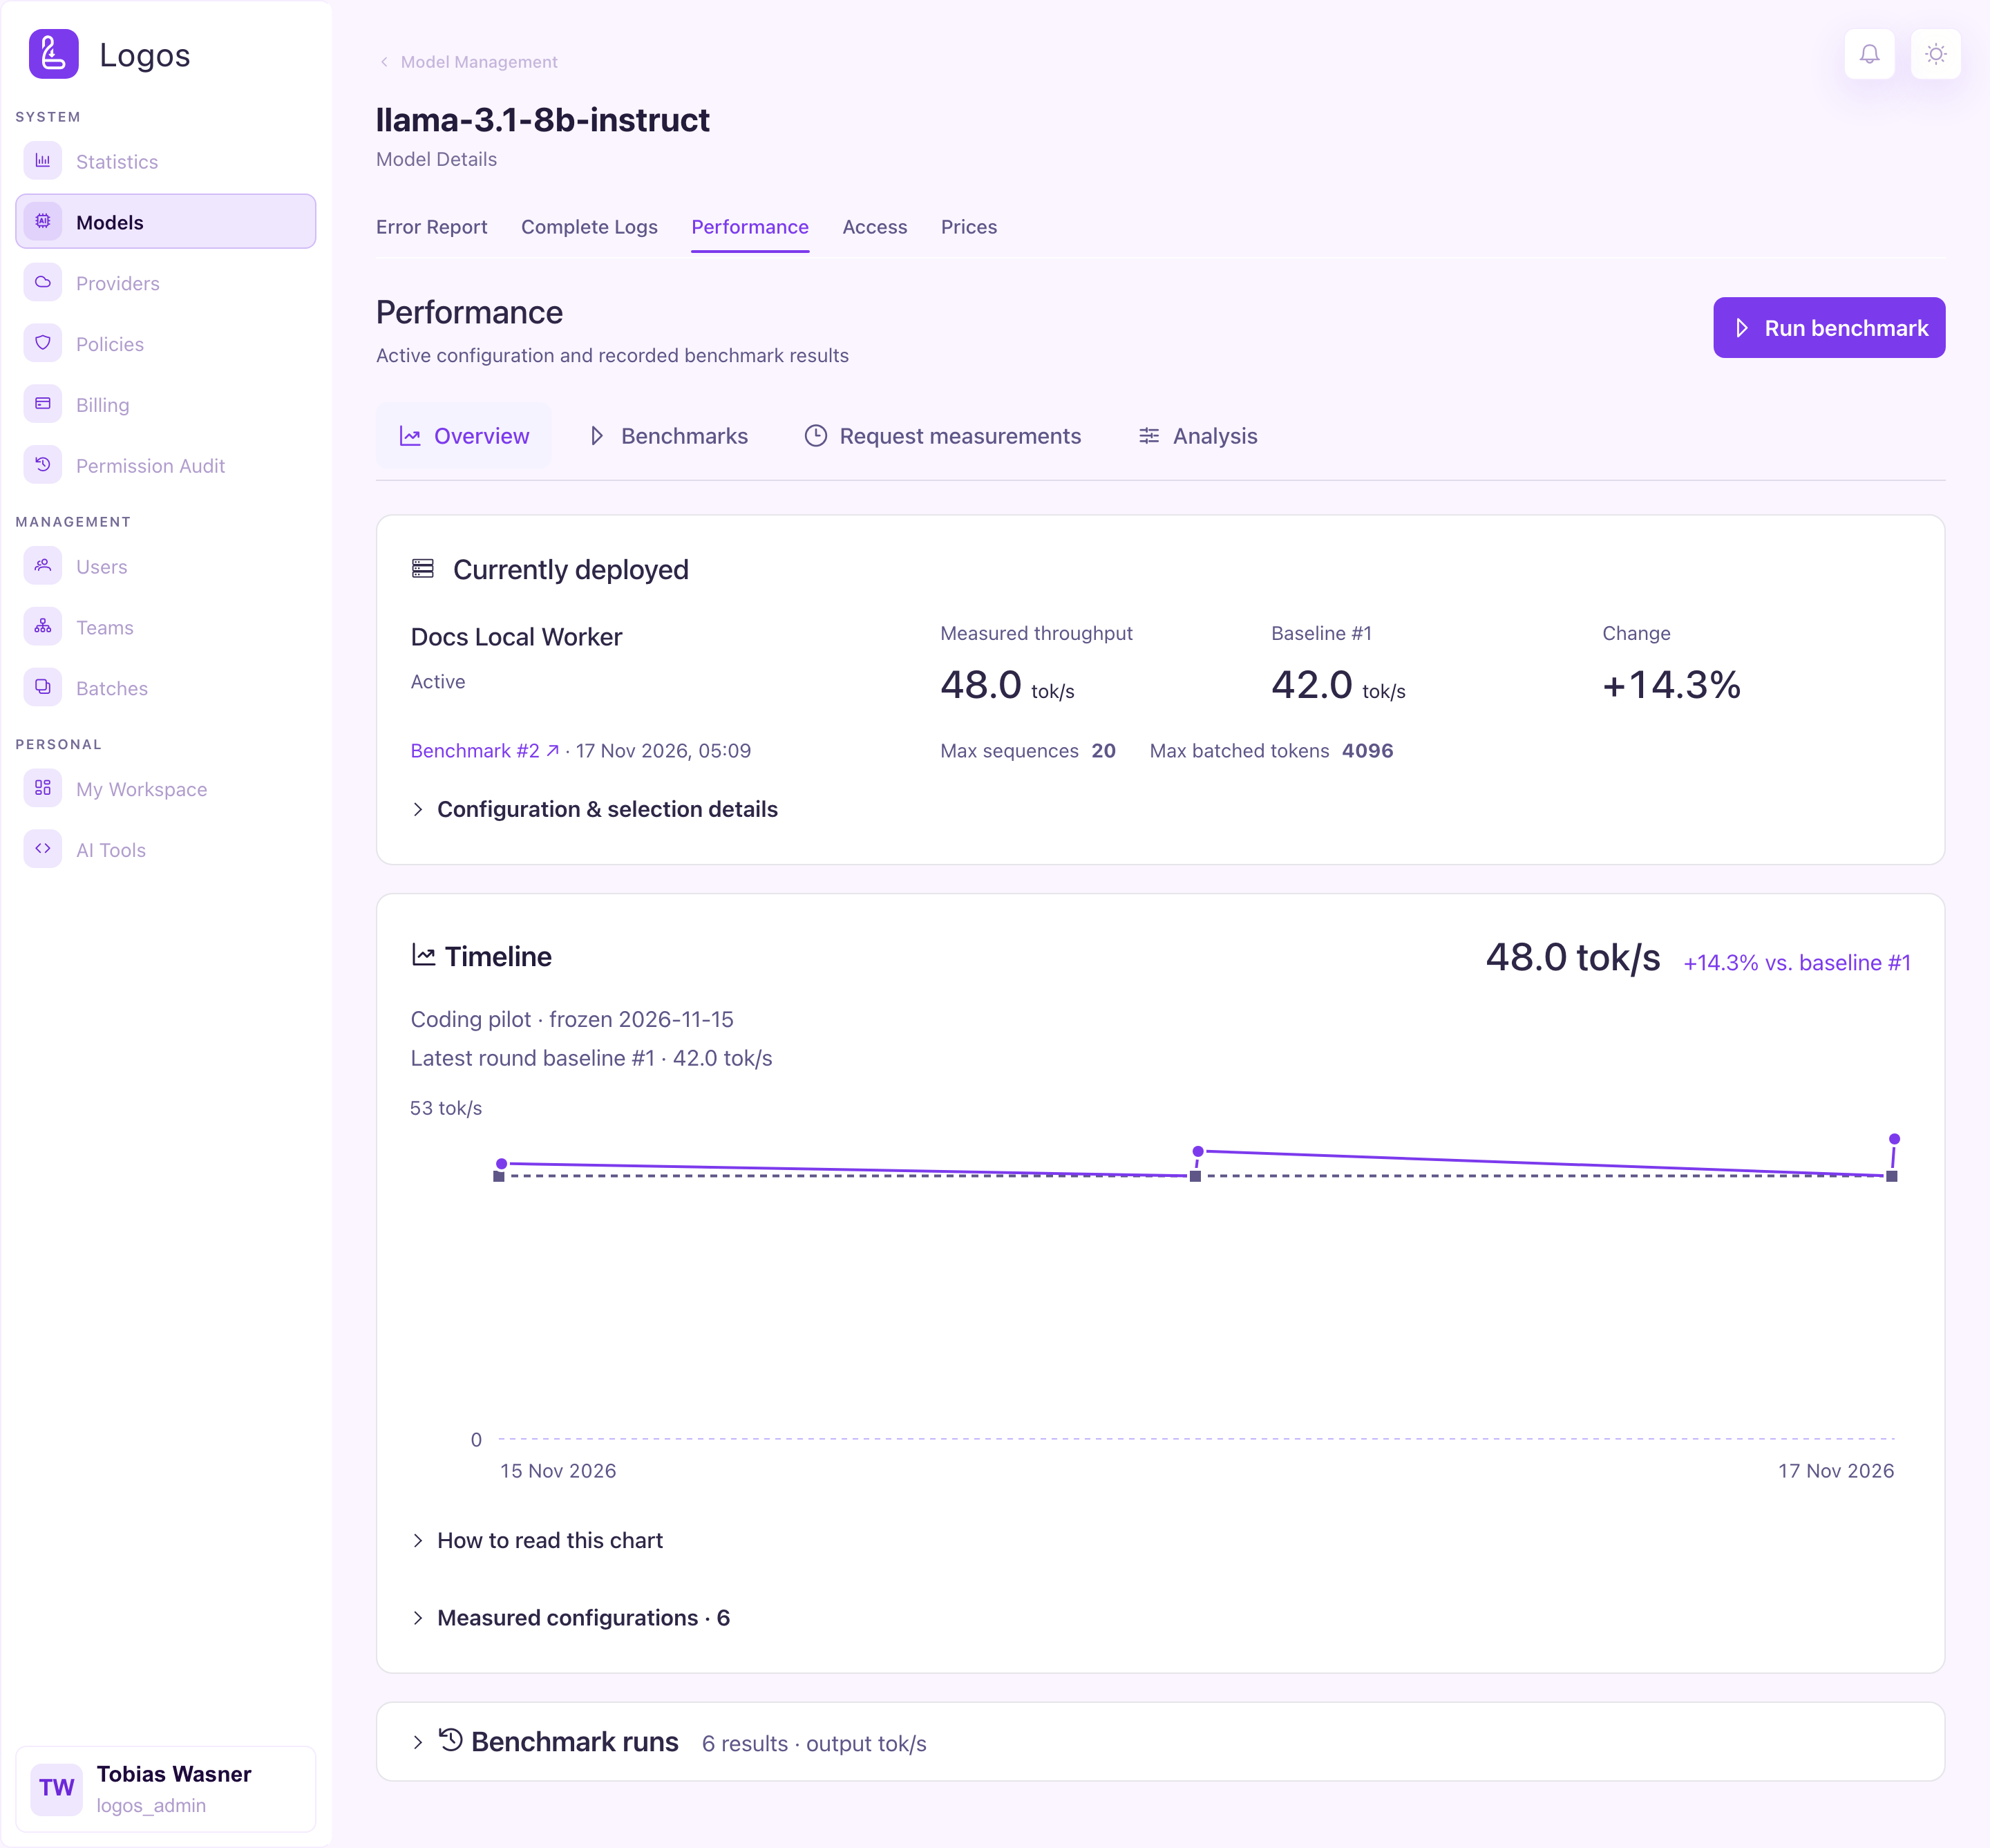 Logos
SYSTEM
Statistics
Models
Providers
Policies
Billing
Permission Audit
MANAGEMENT
Users
Teams
Batches
PERSONAL
My Workspace
AI Tools
TW
Tobias Wasner
logos_admin
Model Management
llama-3.1-8b-instruct
Model Details
Error Report Complete Logs Performance Access Prices
Performance
Active configuration and recorded benchmark results
Run benchmark
Overview Benchmarks Request measurements Analysis
Currently deployed
Docs Local Worker
Active
Measured throughput Baseline #1 Change
48.0 tok/s 42.0 tok/s +14.3%
Benchmark #2 ↗ · 17 Nov 2026, 05:09 Max sequences 20 Max batched tokens 4096
Configuration & selection details
Timeline 48.0 tok/s +14.3% vs. baseline #1
Coding pilot · frozen 2026-11-15
Latest round baseline #1 · 42.0 tok/s
53 tok/s
0
15 Nov 2026 17 Nov 2026
How to read this chart
Measured configurations · 6
Benchmark runs 6 results · output tok/s